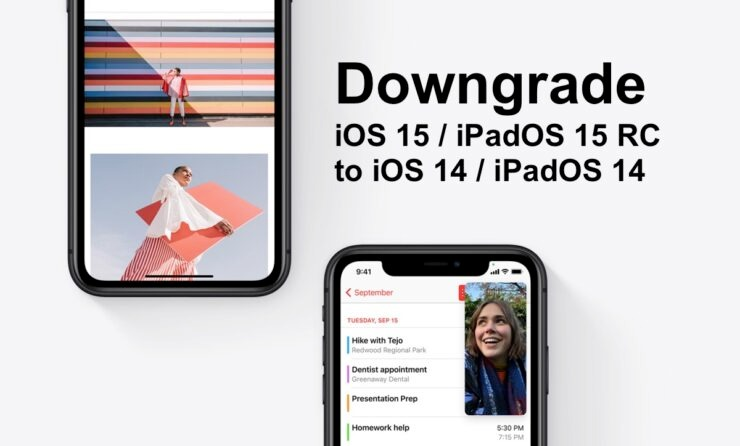 Downgrade
iOS 15 / iPadOS 15 RC
to iOS 14 / iPadOS 14
9:41
September
TUESDAY, SEP 15
Hike with Tejo
Redwood Regional Park
Dentist appointment
Greenaway Dental
Presentation Prep
Homework help 5:30 PM
7:15 PM